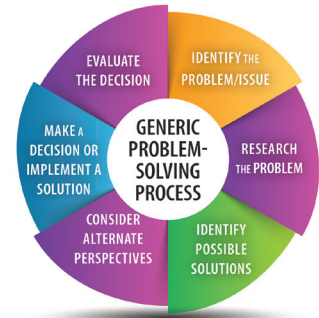 GENERIC
PROBLEM-
SOLVING
PROCESS
IDENTIFY THE
PROBLEM/ISSUE
RESEARCH
THE PROBLEM
IDENTIFY
POSSIBLE
SOLUTIONS
CONSIDER
ALTERNATE
PERSPECTIVES
MAKE A
DECISION OR
IMPLEMENT A
SOLUTION
EVALUATE
THE DECISION